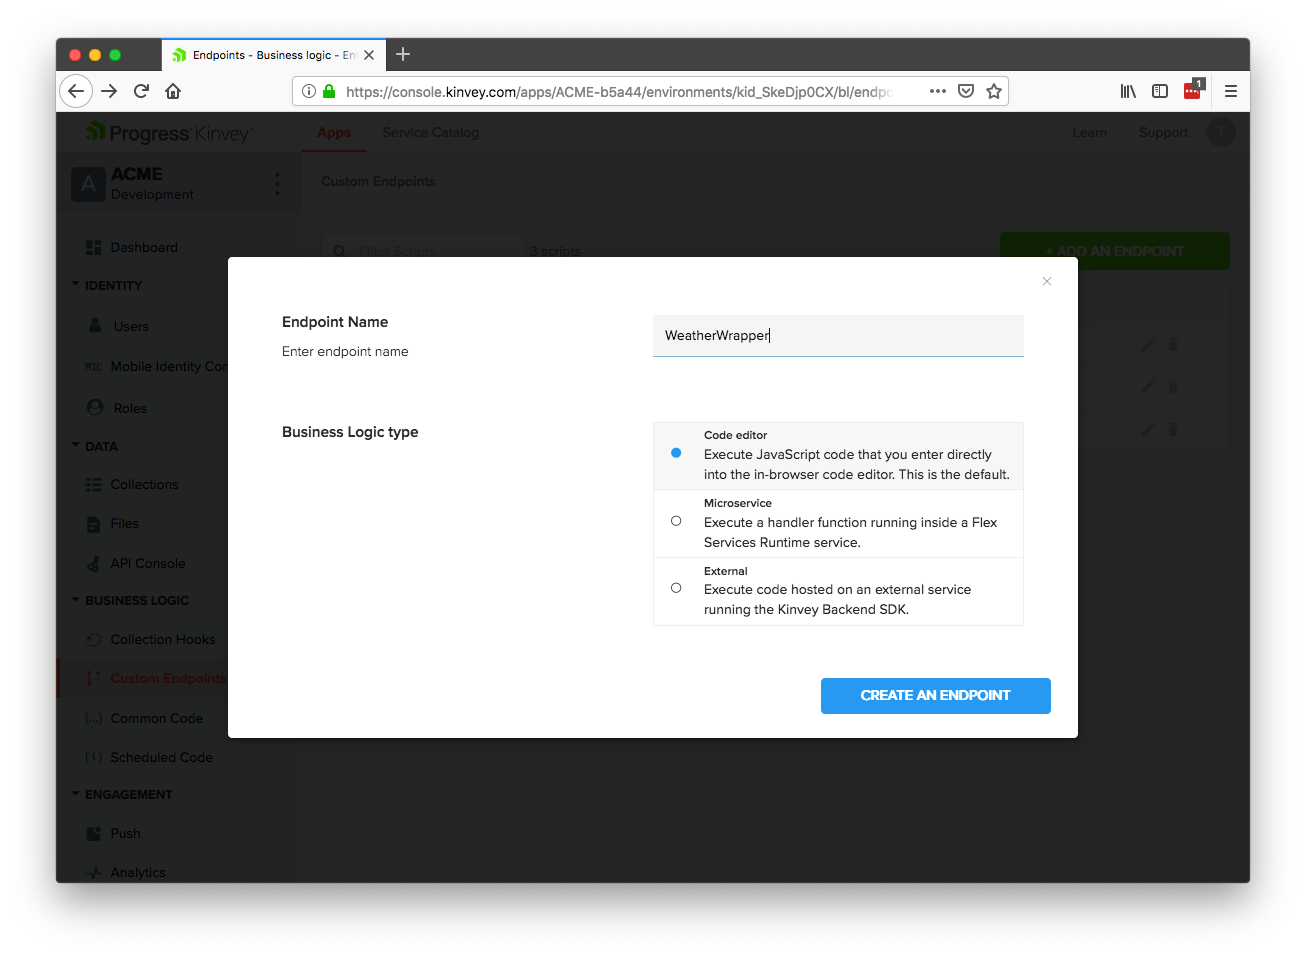 Endpoints - Business logic - En
https://console.kinvey.com/apps/ACME-b5a44/environments/kid_SkeDjp0CX/bl/endpo
1
Progress Kinvey
Apps
Service Catalog
Learn
Support
T
A
ACME
Development
Custom Endpoints
Dashboard
Filter Scripts
3 scripts
+ ADD AN ENDPOINT
IDENTITY
Users
MIC Mobile Identity Con
Roles
DATA
Collections
Files
API Console
BUSINESS LOGIC
Collection Hooks
Custom Endpoints
Common Code
Scheduled Code
ENGAGEMENT
Push
Analytics
Endpoint Name
Enter endpoint name
WeatherWrapper
Business Logic type
Code editor
Execute JavaScript code that you enter directly
into the in-browser code editor. This is the default.
Microservice
Execute a handler function running inside a Flex
Services Runtime service.
External
Execute code hosted on an external service
running the Kinvey Backend SDK.
CREATE AN ENDPOINT